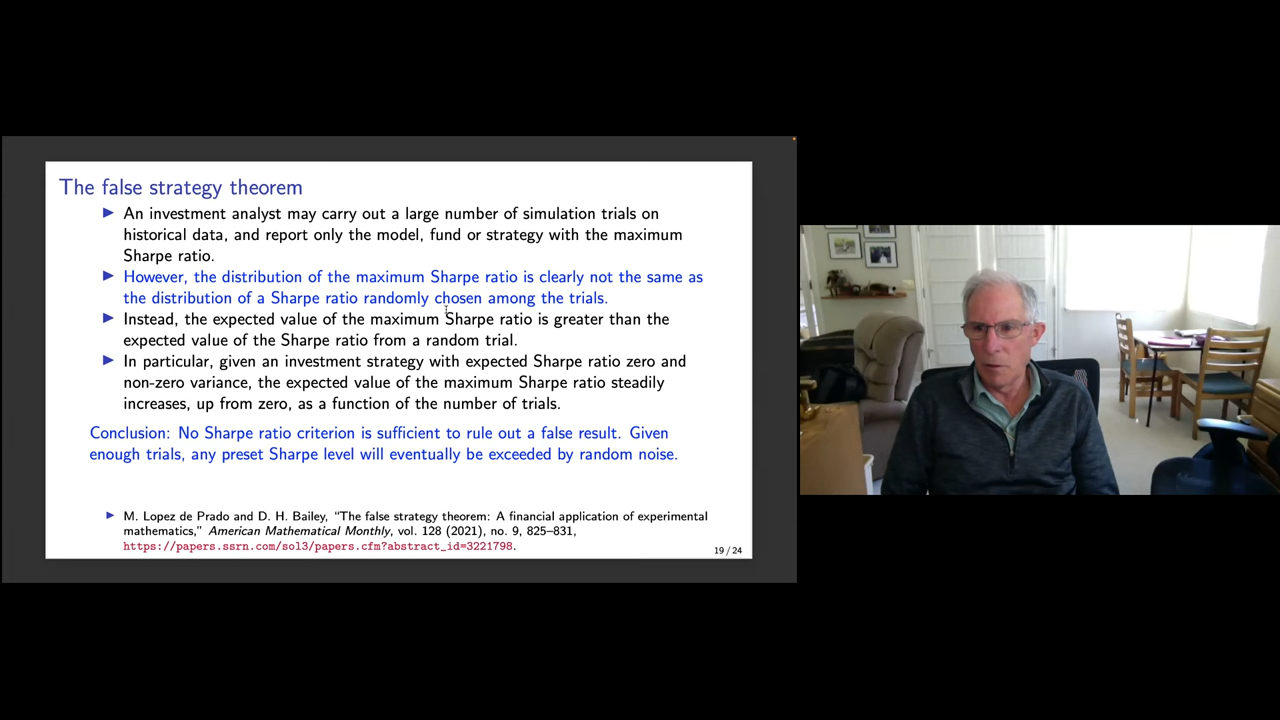 The false strategy theorem
▶ An investment analyst may carry out a large number of simulation trials on
historical data, and report only the model, fund or strategy with the maximum
Sharpe ratio.
▶ However, the distribution of the maximum Sharpe ratio is clearly not the same as
the distribution of a Sharpe ratio randomly chosen among the trials.
▶ Instead, the expected value of the maximum Sharpe ratio is greater than the
expected value of the Sharpe ratio from a random trial.
▶ In particular, given an investment strategy with expected Sharpe ratio zero and
non-zero variance, the expected value of the maximum Sharpe ratio steadily
increases, up from zero, as a function of the number of trials.
Conclusion: No Sharpe ratio criterion is sufficient to rule out a false result. Given
enough trials, any preset Sharpe level will eventually be exceeded by random noise.
▶ M. Lopez de Prado and D. H. Bailey, “The false strategy theorem: A financial application of experimental
mathematics,” American Mathematical Monthly, vol. 128 (2021), no. 9, 825–831,
https://papers.ssrn.com/sol3/papers.cfm?abstract_id=3221798.
19 / 24